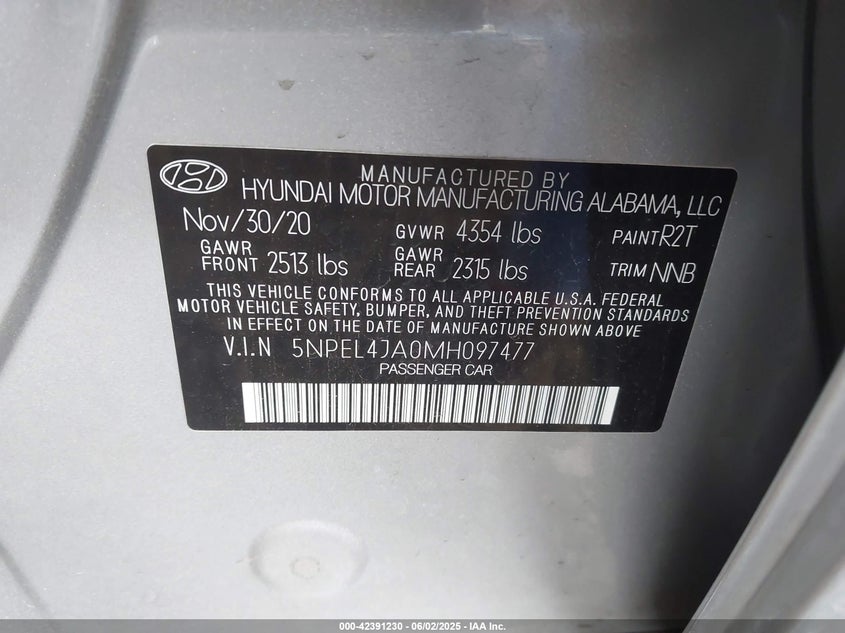 MANUFACTURED BY
HYUNDAI MOTOR MANUFACTURING ALABAMA, LLC
Nov/30/20 GVWR 4354 lbs PAINT R2T
GAWR FRONT 2513 lbs GAWR REAR 2315 lbs TRIM NNB
THIS VEHICLE CONFORMS TO ALL APPLICABLE U.S.A. FEDERAL
MOTOR VEHICLE SAFETY, BUMPER, AND THEFT PREVENTION STANDARDS
IN EFFECT ON THE DATE OF MANUFACTURE SHOWN ABOVE
V.I.N 5NPEL4JA0MH097477
PASSENGER CAR
000-42391230 - 06/02/2025 - IAA Inc.